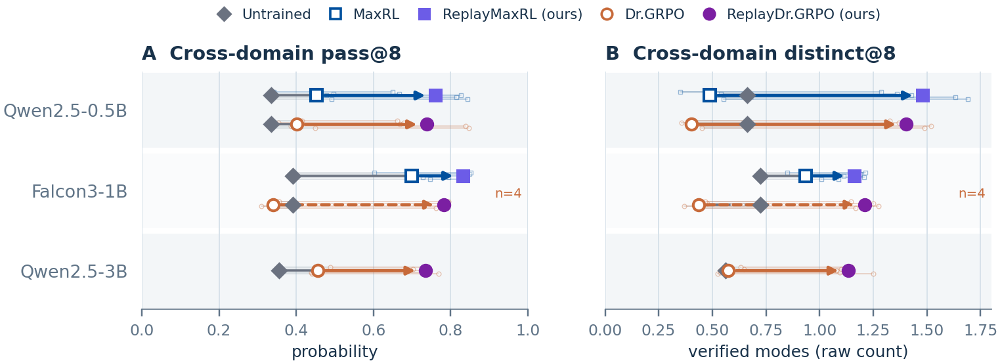 Untrained MaxRL ReplayMaxRL (ours) Dr.GRPO ReplayDr.GRPO (ours)
A Cross-domain pass@8
B Cross-domain distinct@8
Qwen2.5-0.5B
Falcon3-1B
n=4
n=4
Qwen2.5-3B
0.0 0.2 0.4 0.6 0.8 1.0
0.00 0.25 0.50 0.75 1.00 1.25 1.50 1.75
probability
verified modes (raw count)